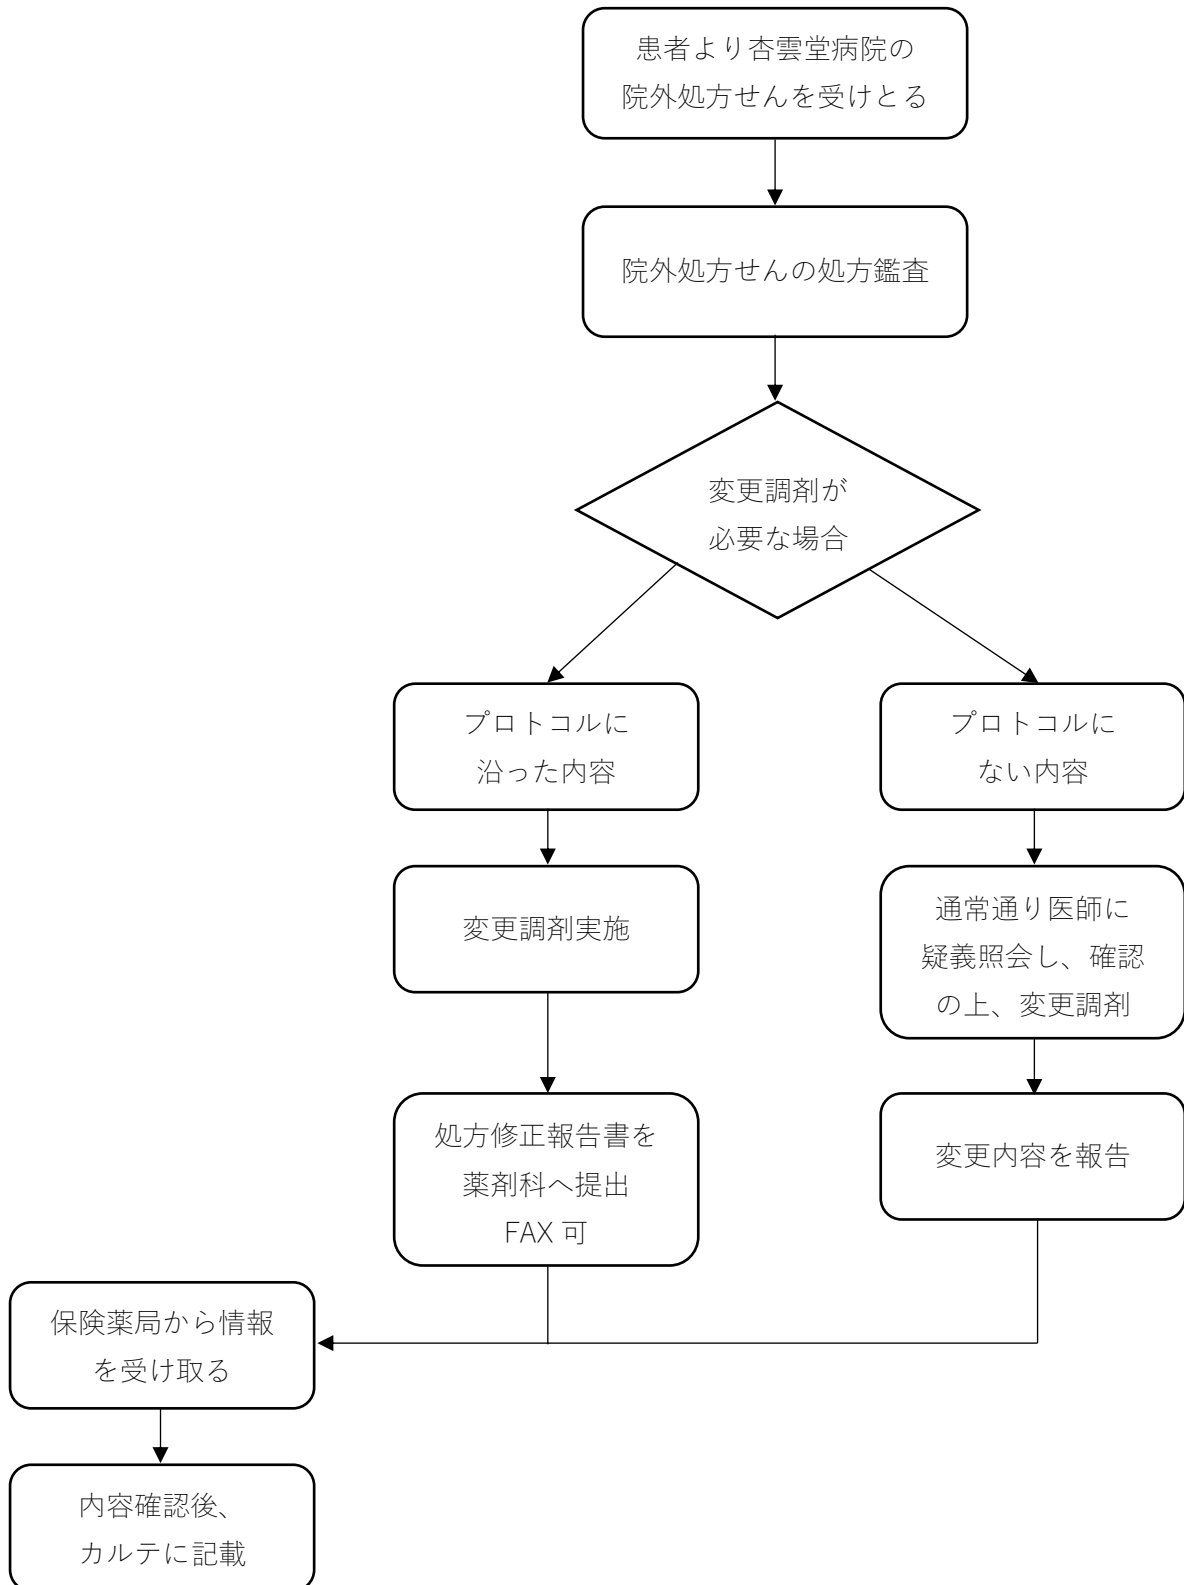 患者より杏雲堂病院の
院外処方せんを受けとる
院外処方せんの処方鑑査
変更調剤が
必要な場合
プロトコルに
沿った内容
プロトコルに
ない内容
変更調剤実施
通常通り医師に
疑義照会し、確認
の上、変更調剤
処方修正報告書を
薬剤科へ提出
FAX 可
変更内容を報告
保険薬局から情報
を受け取る
内容確認後、
カルテに記載